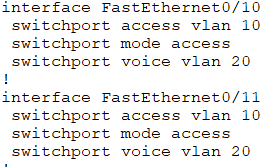 interface FastEthernet0/10
 switchport access vlan 10
 switchport mode access
 switchport voice vlan 20
!
interface FastEthernet0/11
 switchport access vlan 10
 switchport mode access
 switchport voice vlan 20